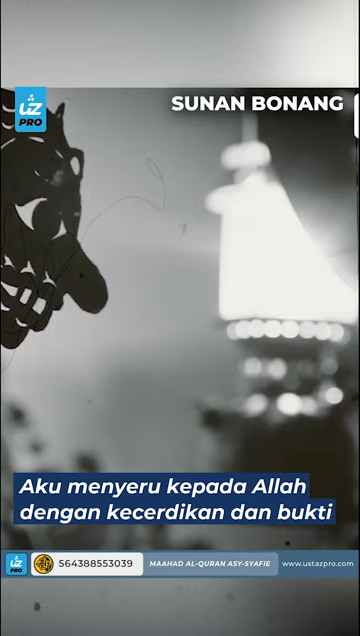 UZ
PRO
SUNAN BONANG
Aku menyeru kepada Allah
dengan kecerdikan dan bukti
UZ
PRO
564388553039
MAAHAD AL-QURAN ASY-SYAFIE
www.ustazpro.com